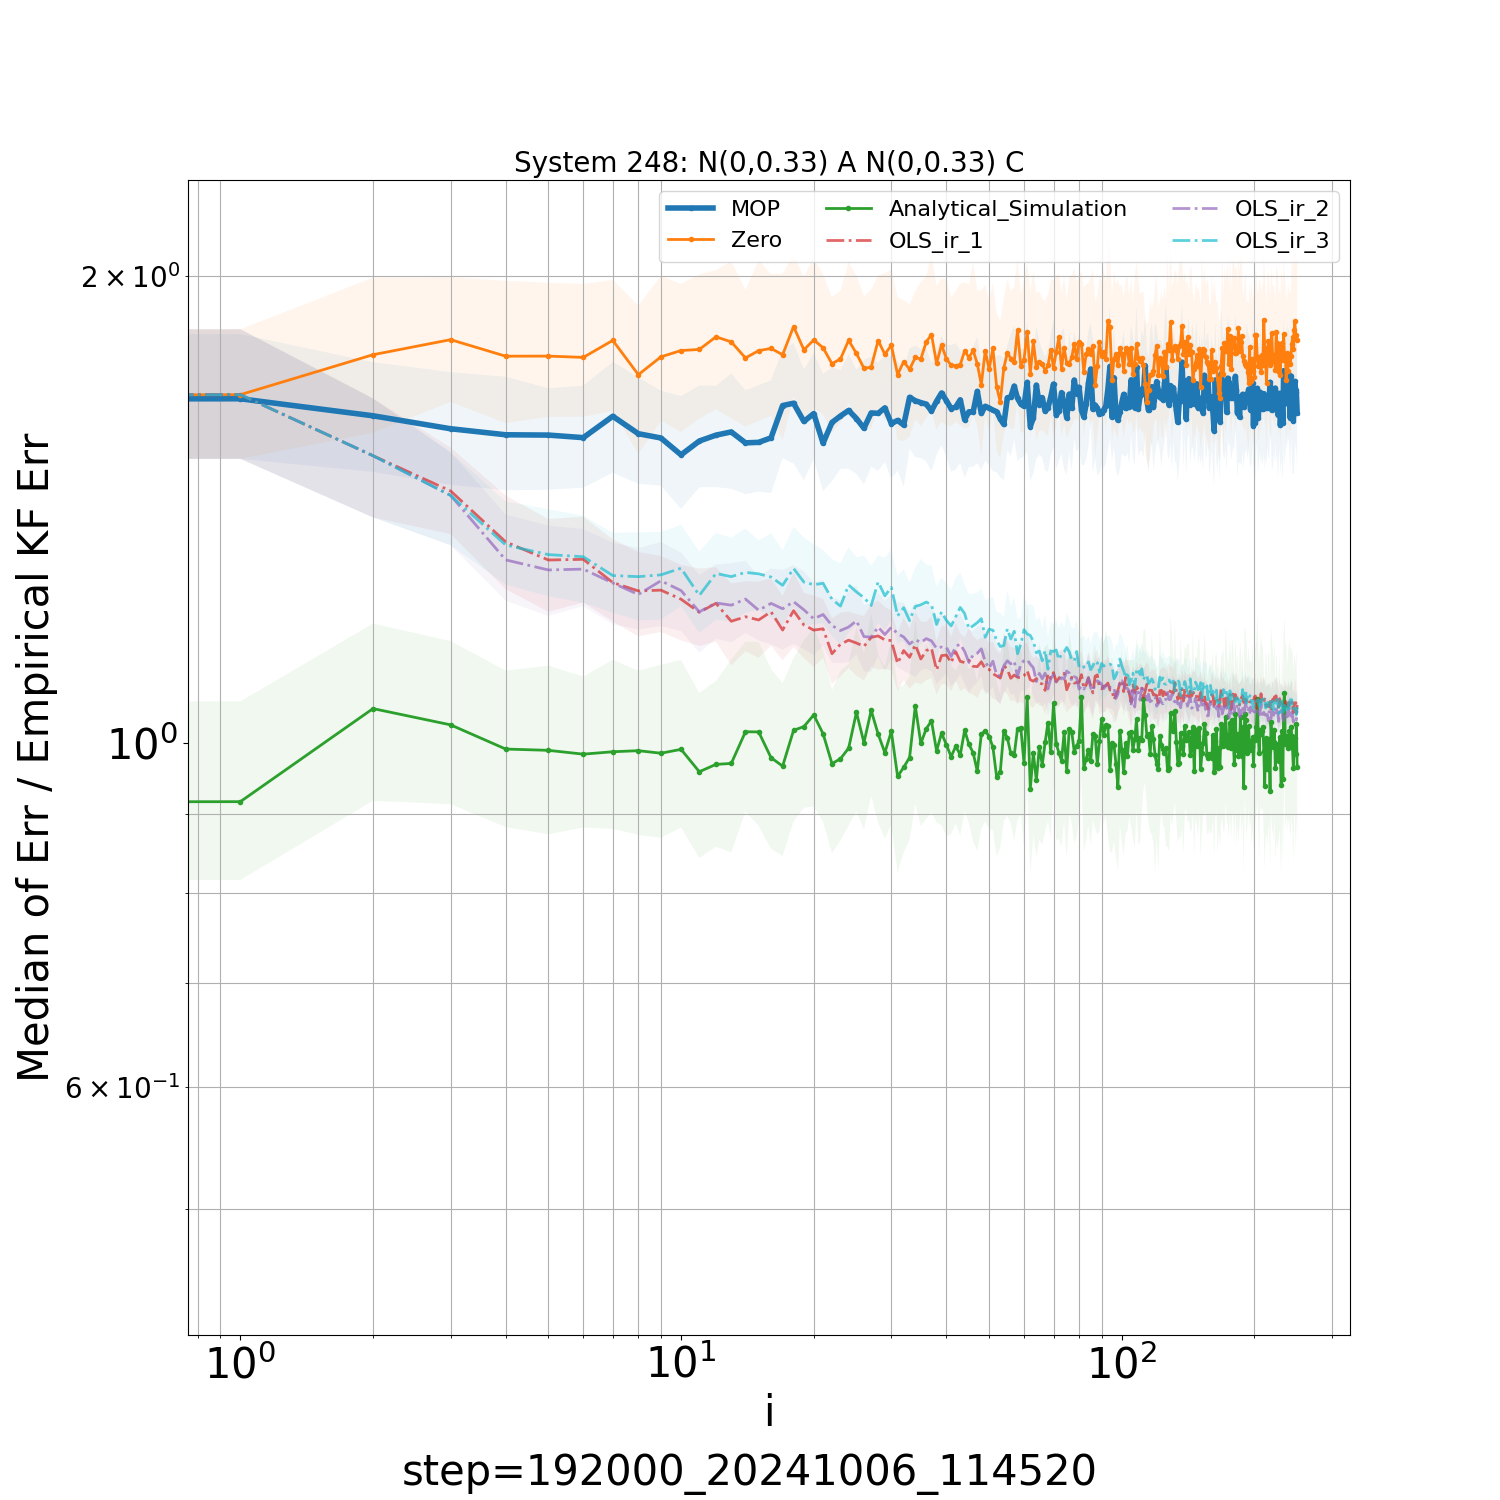 System 248: N(0,0.33) A N(0,0.33) C
MOP
Zero
Analytical_Simulation
OLS_ir_1
OLS_ir_2
OLS_ir_3
2 × 10⁰
10⁰
6 × 10⁻¹
Median of Err / Empirical KF Err
10⁰ 10¹ 10²
i
step=192000_20241006_114520